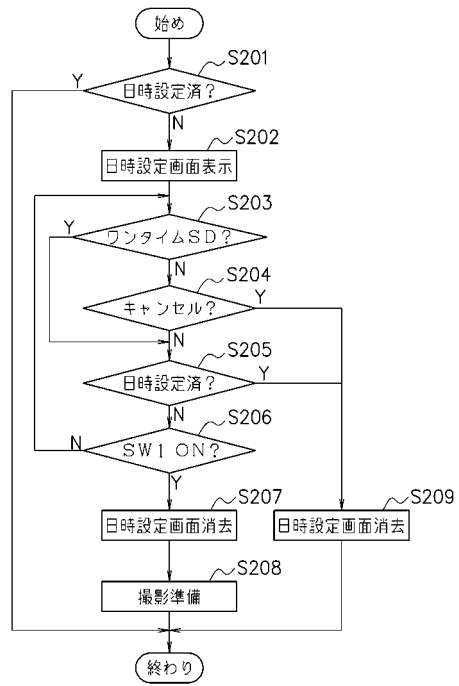 始め
S201
日時設定済？
Y
N
S202
日時設定画面表示
S203
ワンタイムＳＤ？
Y
N
S204
キャンセル？
Y
N
S205
日時設定済？
Y
N
S206
ＳＷ１ ＯＮ？
N
Y
S207
日時設定画面消去
S209
日時設定画面消去
S208
撮影準備
終わり